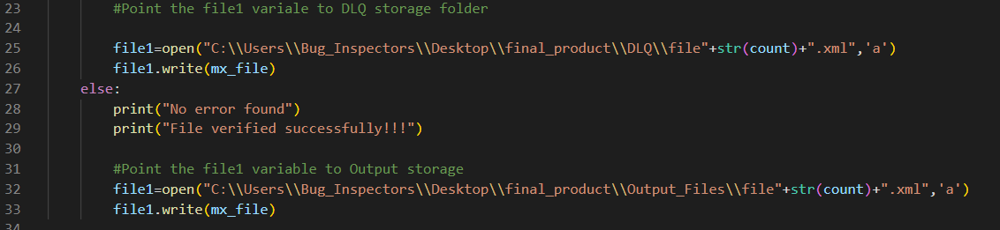 23 #Point the file1 variale to DLQ storage folder
24
25 file1=open("C:\\Users\\Bug_Inspectors\\Desktop\\final_product\\DLQ\\file"+str(count)+".xml",'a')
26 file1.write(mx_file)
27 else:
28 print("No error found")
29 print("File verified successfully!!!")
30
31 #Point the file1 variable to Output storage
32 file1=open("C:\\Users\\Bug_Inspectors\\Desktop\\final_product\\Output_Files\\file"+str(count)+".xml",'a')
33 file1.write(mx_file)
34